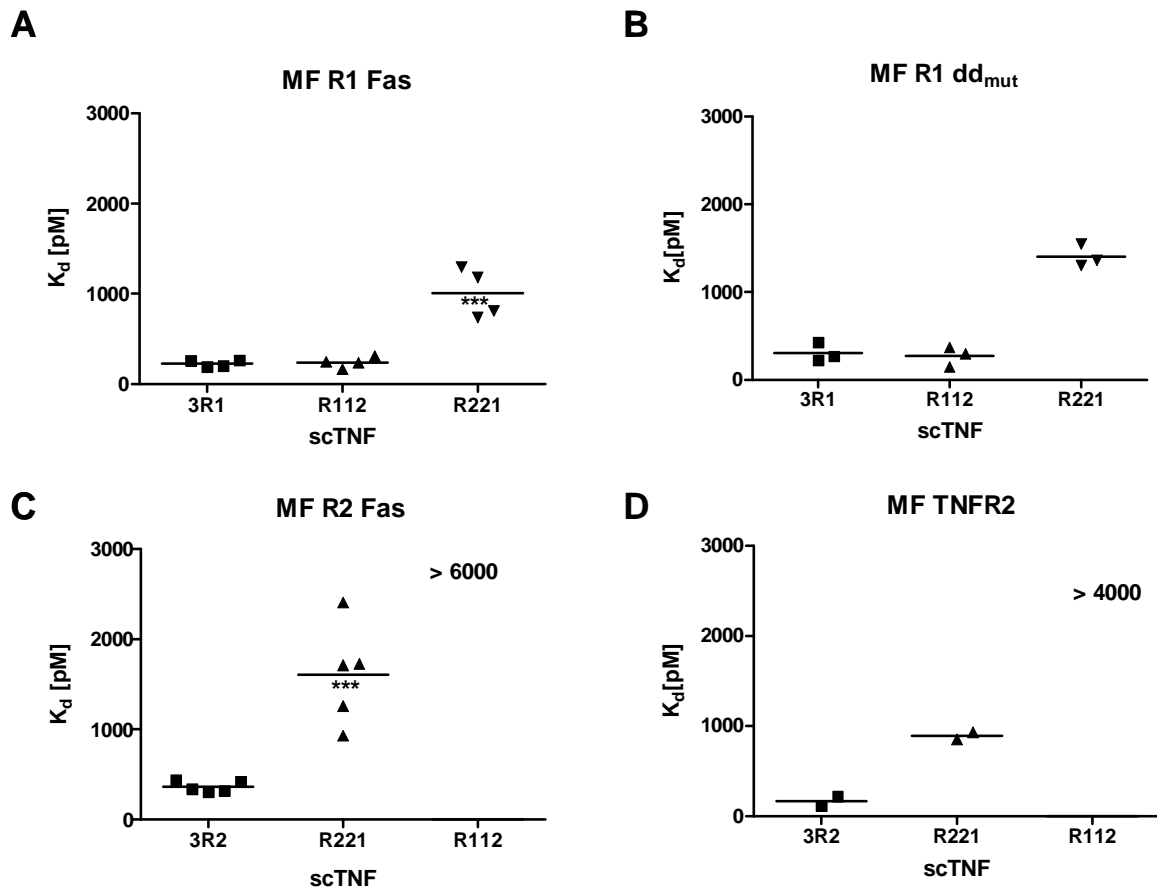 A
MF R1 Fas
3000
2000
1000
0
Kd [pM]
***
3R1 R112 R221
scTNF
B
MF R1 ddmut
3000
2000
1000
0
Kd[pM]
3R1 R112 R221
scTNF
C
MF R2 Fas
3000
2000
1000
0
Kd [pM]
> 6000
***
3R2 R221 R112
scTNF
D
MF TNFR2
3000
2000
1000
0
Kd[pM]
> 4000
3R2 R221 R112
scTNF